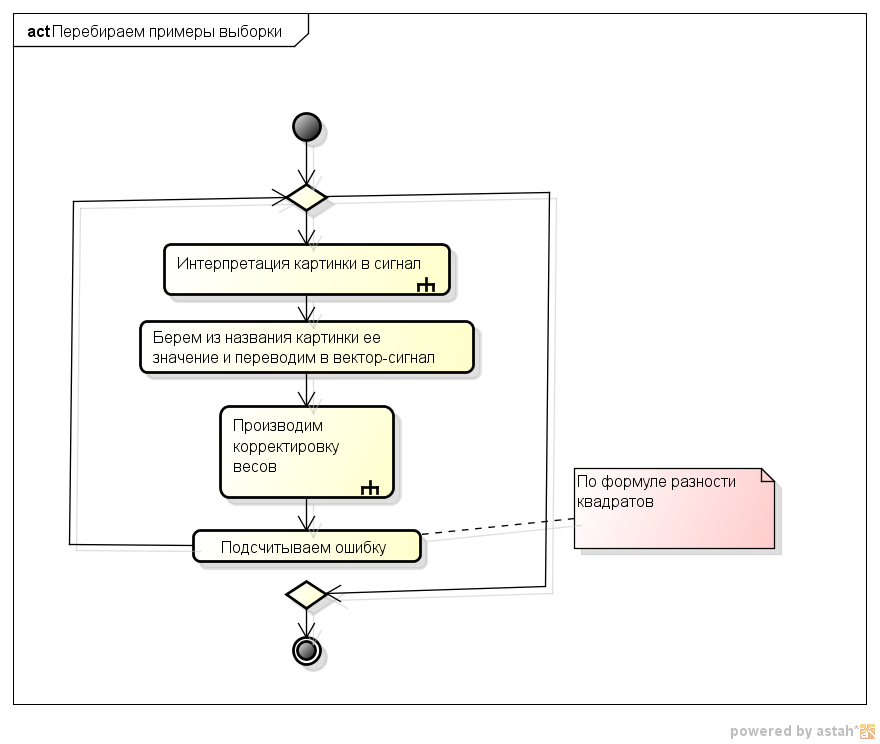 act Перебираем примеры выборки
Интерпретация картинки в сигнал
Берем из названия картинки ее
значение и переводим в вектор-сигнал
Производим
корректировку
весов
По формуле разности
квадратов
Подсчитываем ошибку
powered by astah*